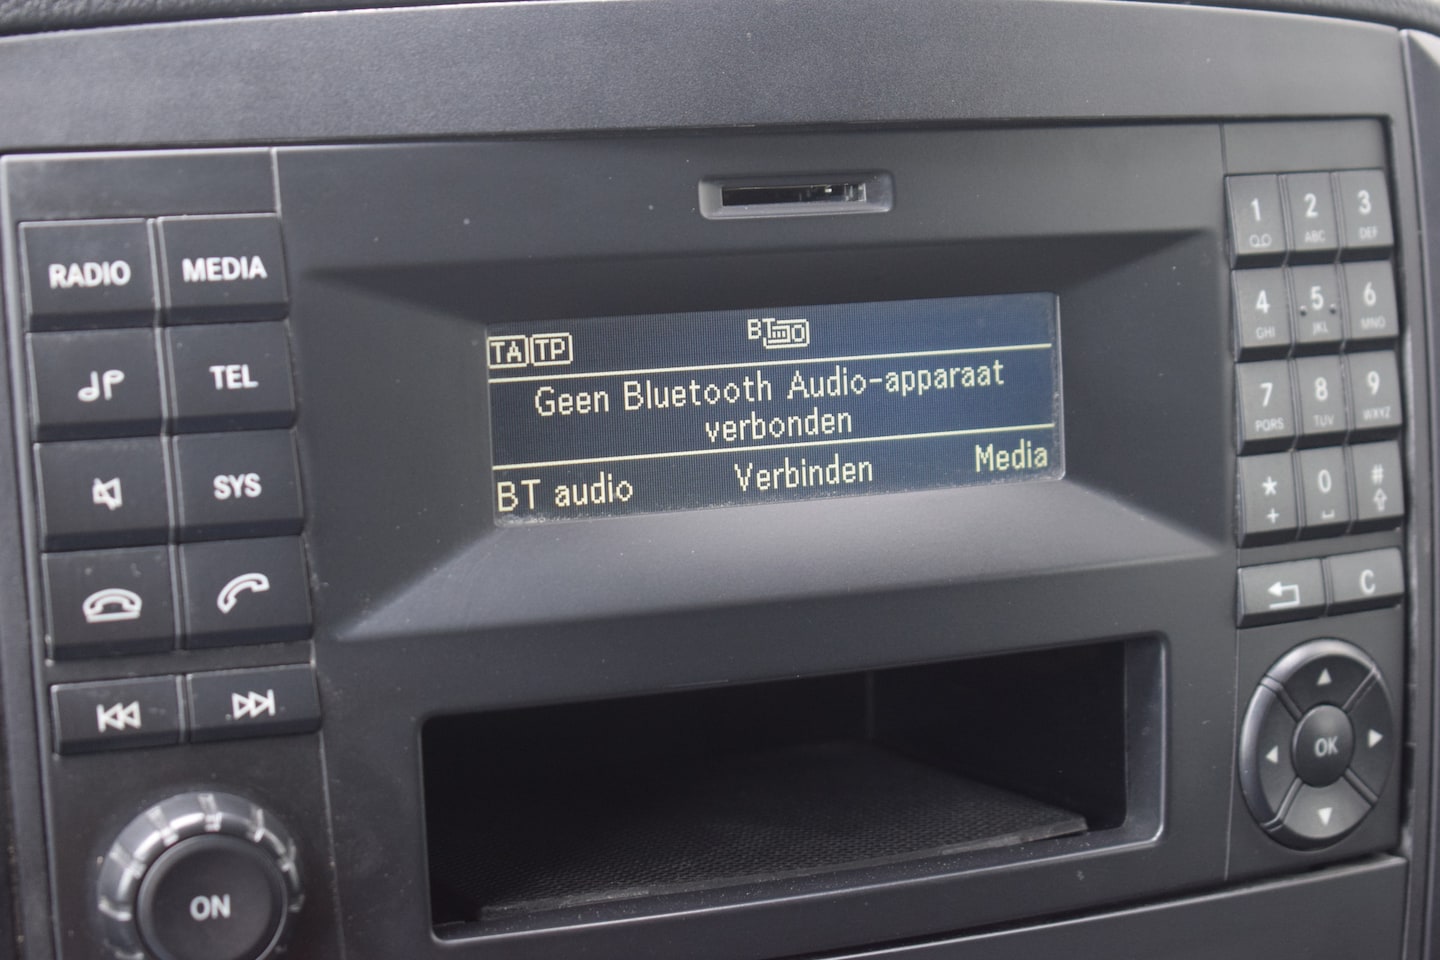 RADIO MEDIA
TEL
SYS
ON
TA TP BT
Geen Bluetooth Audio-apparaat
verbonden
BT audio Verbinden Media
1 2 3
ABC DEF
4 5 6
GHI JKL MNO
7 8 9
PQRS TUV WXYZ
* 0 #
+
C
OK